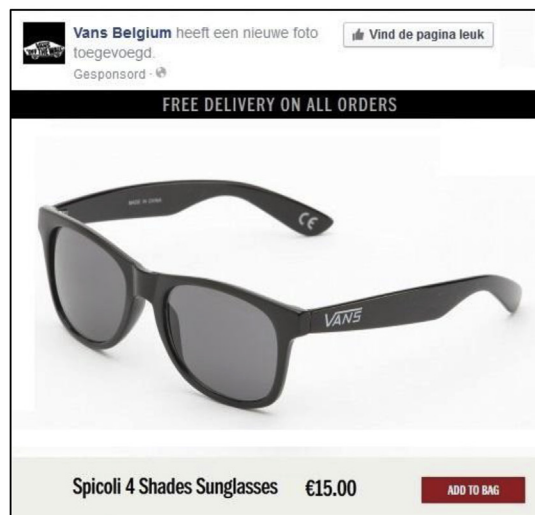 Vans Belgium heeft een nieuwe foto
toegevoegd.
Gesponsord ·
Vind de pagina leuk
FREE DELIVERY ON ALL ORDERS
MADE IN CHINA
CE
VANS
Spicoli 4 Shades Sunglasses €15.00
ADD TO BAG